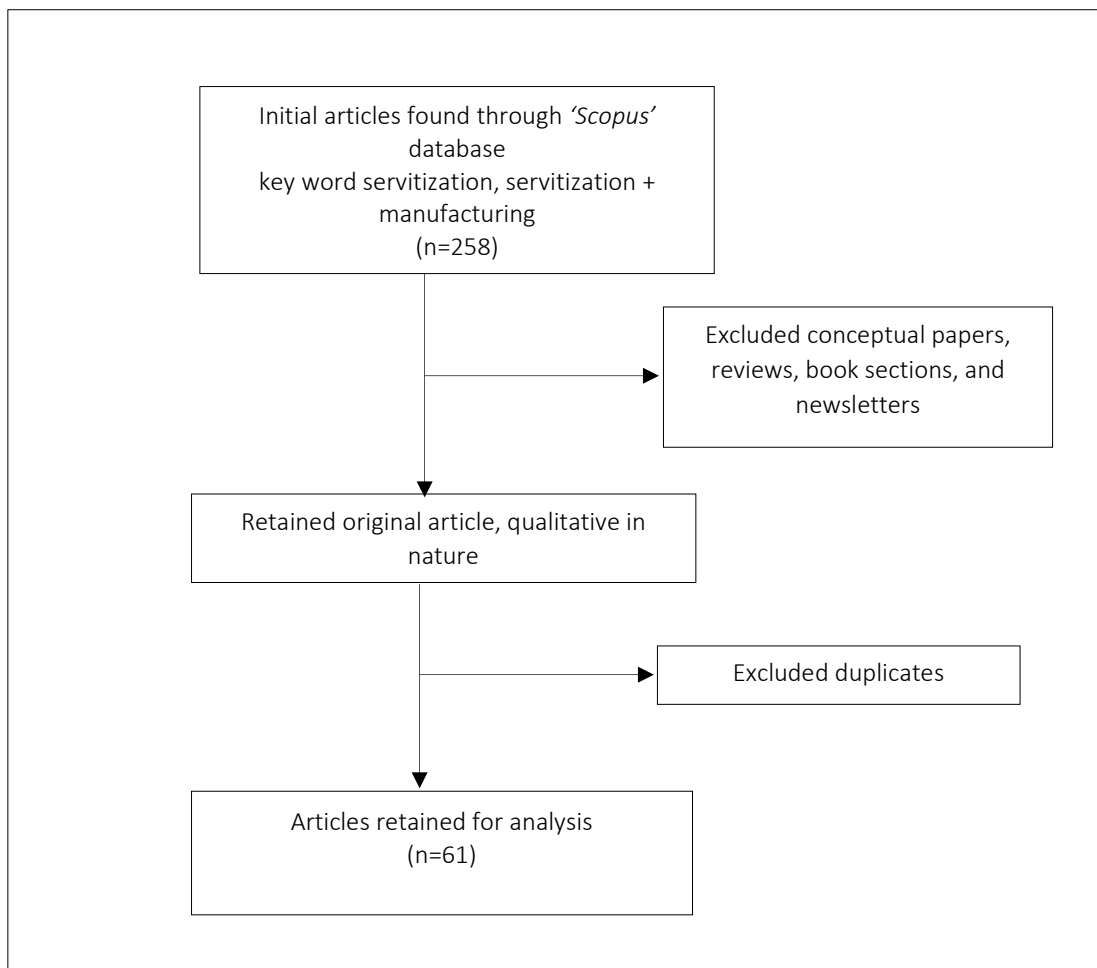 Initial articles found through ‘Scopus’
database
key word servitization, servitization +
manufacturing
(n=258)
Excluded conceptual papers,
reviews, book sections, and
newsletters
Retained original article, qualitative in
nature
Excluded duplicates
Articles retained for analysis
(n=61)